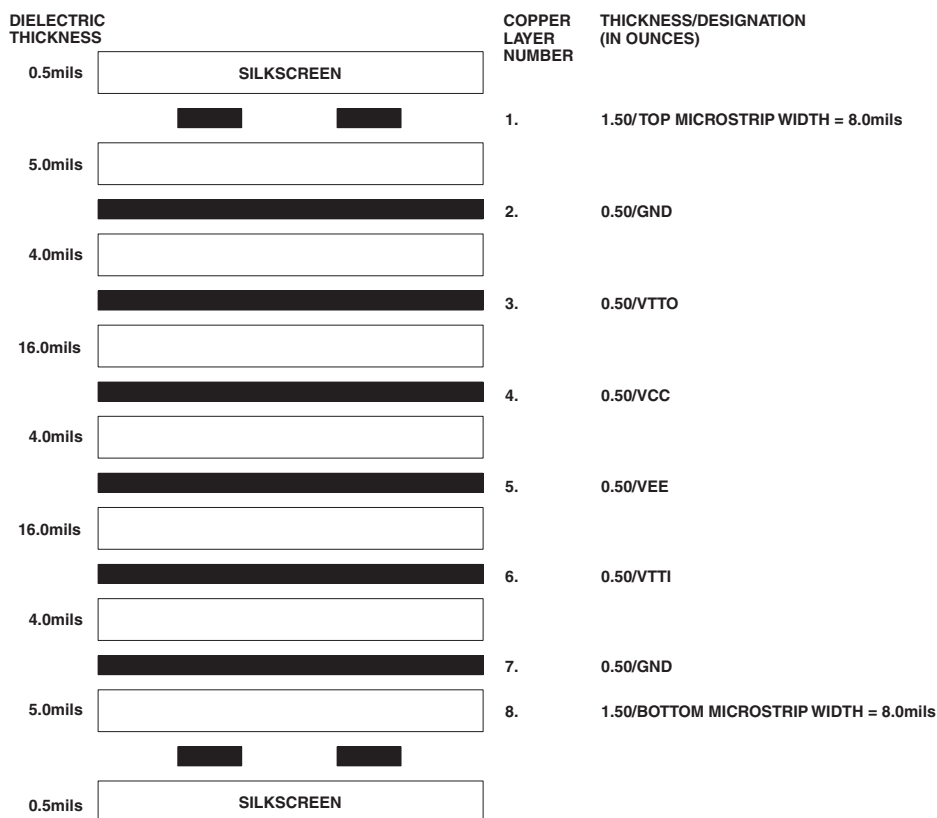 DIELECTRIC
THICKNESS
COPPER
LAYER
NUMBER
THICKNESS/DESIGNATION
(IN OUNCES)
0.5mils
SILKSCREEN
1.
1.50/TOP MICROSTRIP WIDTH = 8.0mils
5.0mils
2.
0.50/GND
4.0mils
3.
0.50/VTTO
16.0mils
4.
0.50/VCC
4.0mils
5.
0.50/VEE
16.0mils
6.
0.50/VTTI
4.0mils
7.
0.50/GND
5.0mils
8.
1.50/BOTTOM MICROSTRIP WIDTH = 8.0mils
0.5mils
SILKSCREEN